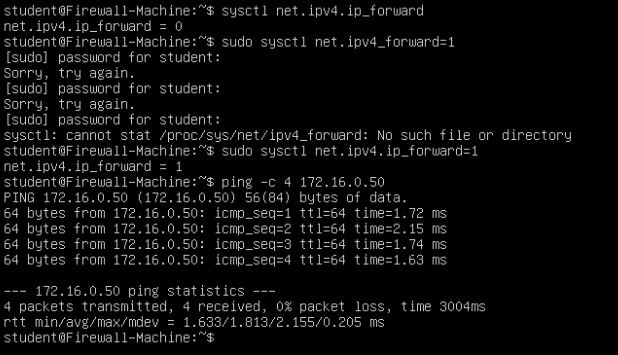 student@Firewall-Machine:~$ sysctl net.ipv4.ip_forward
net.ipv4.ip_forward = 0
student@Firewall-Machine:~$ sudo sysctl net.ipv4_forward=1
[sudo] password for student:
Sorry, try again.
[sudo] password for student:
Sorry, try again.
[sudo] password for student:
sysctl: cannot stat /proc/sys/net/ipv4_forward: No such file or directory
student@Firewall-Machine:~$ sudo sysctl net.ipv4.ip_forward=1
net.ipv4.ip_forward = 1
student@Firewall-Machine:~$ ping -c 4 172.16.0.50
PING 172.16.0.50 (172.16.0.50) 56(84) bytes of data.
64 bytes from 172.16.0.50: icmp_seq=1 ttl=64 time=1.72 ms
64 bytes from 172.16.0.50: icmp_seq=2 ttl=64 time=2.15 ms
64 bytes from 172.16.0.50: icmp_seq=3 ttl=64 time=1.74 ms
64 bytes from 172.16.0.50: icmp_seq=4 ttl=64 time=1.63 ms
--- 172.16.0.50 ping statistics ---
4 packets transmitted, 4 received, 0% packet loss, time 3004ms
rtt min/avg/max/mdev = 1.633/1.813/2.155/0.205 ms
student@Firewall-Machine:~$